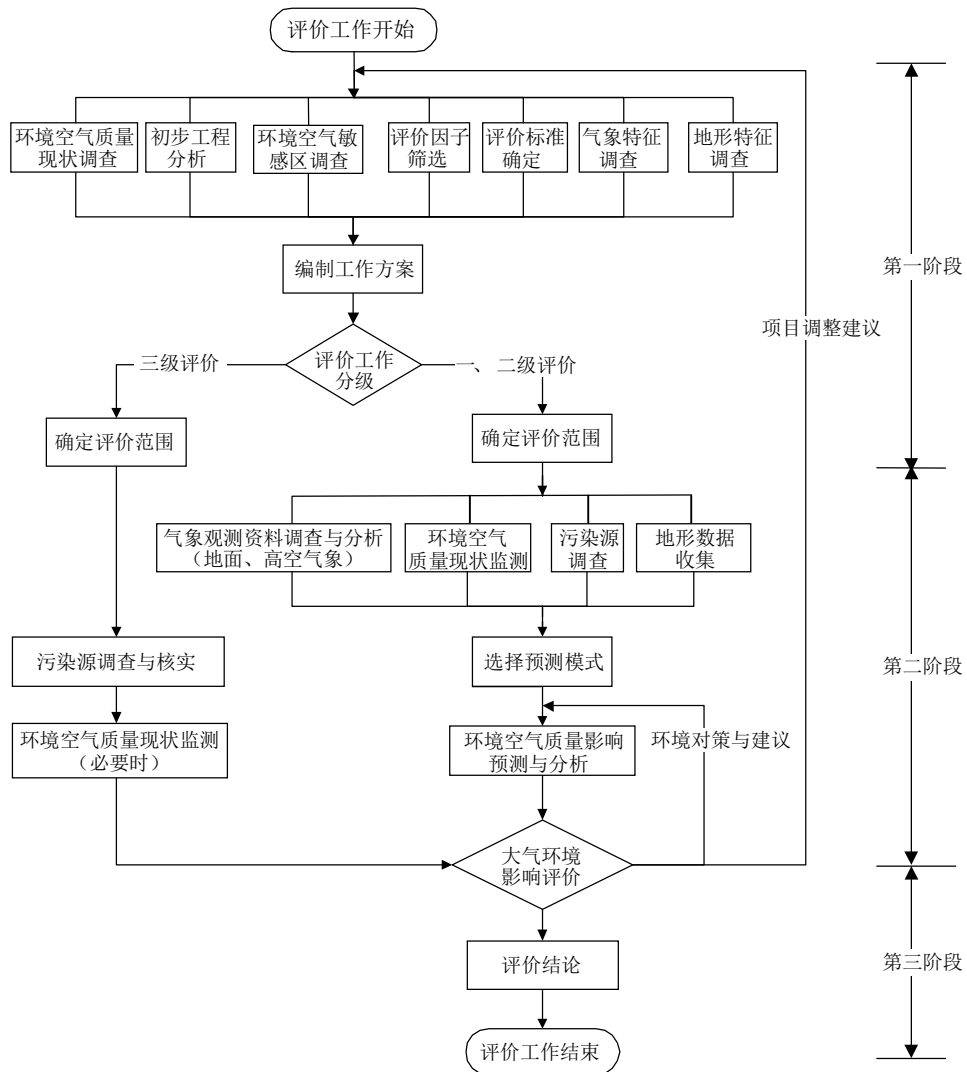 评价工作开始
环境空气质量
现状调查
初步工程
分析
环境空气敏
感区调查
评价因子
筛选
评价标准
确定
气象特征
调查
地形特征
调查
编制工作方案
第一阶段
项目调整建议
评价工作
分级
三级评价
一、二级评价
确定评价范围
确定评价范围
气象观测资料调查与分析
（地面、高空气象）
环境空气
质量现状监测
污染源
调查
地形数据
收集
污染源调查与核实
选择预测模式
第二阶段
环境空气质量现状监测
（必要时）
环境空气质量影响
预测与分析
环境对策与建议
大气环境
影响评价
评价结论
第三阶段
评价工作结束